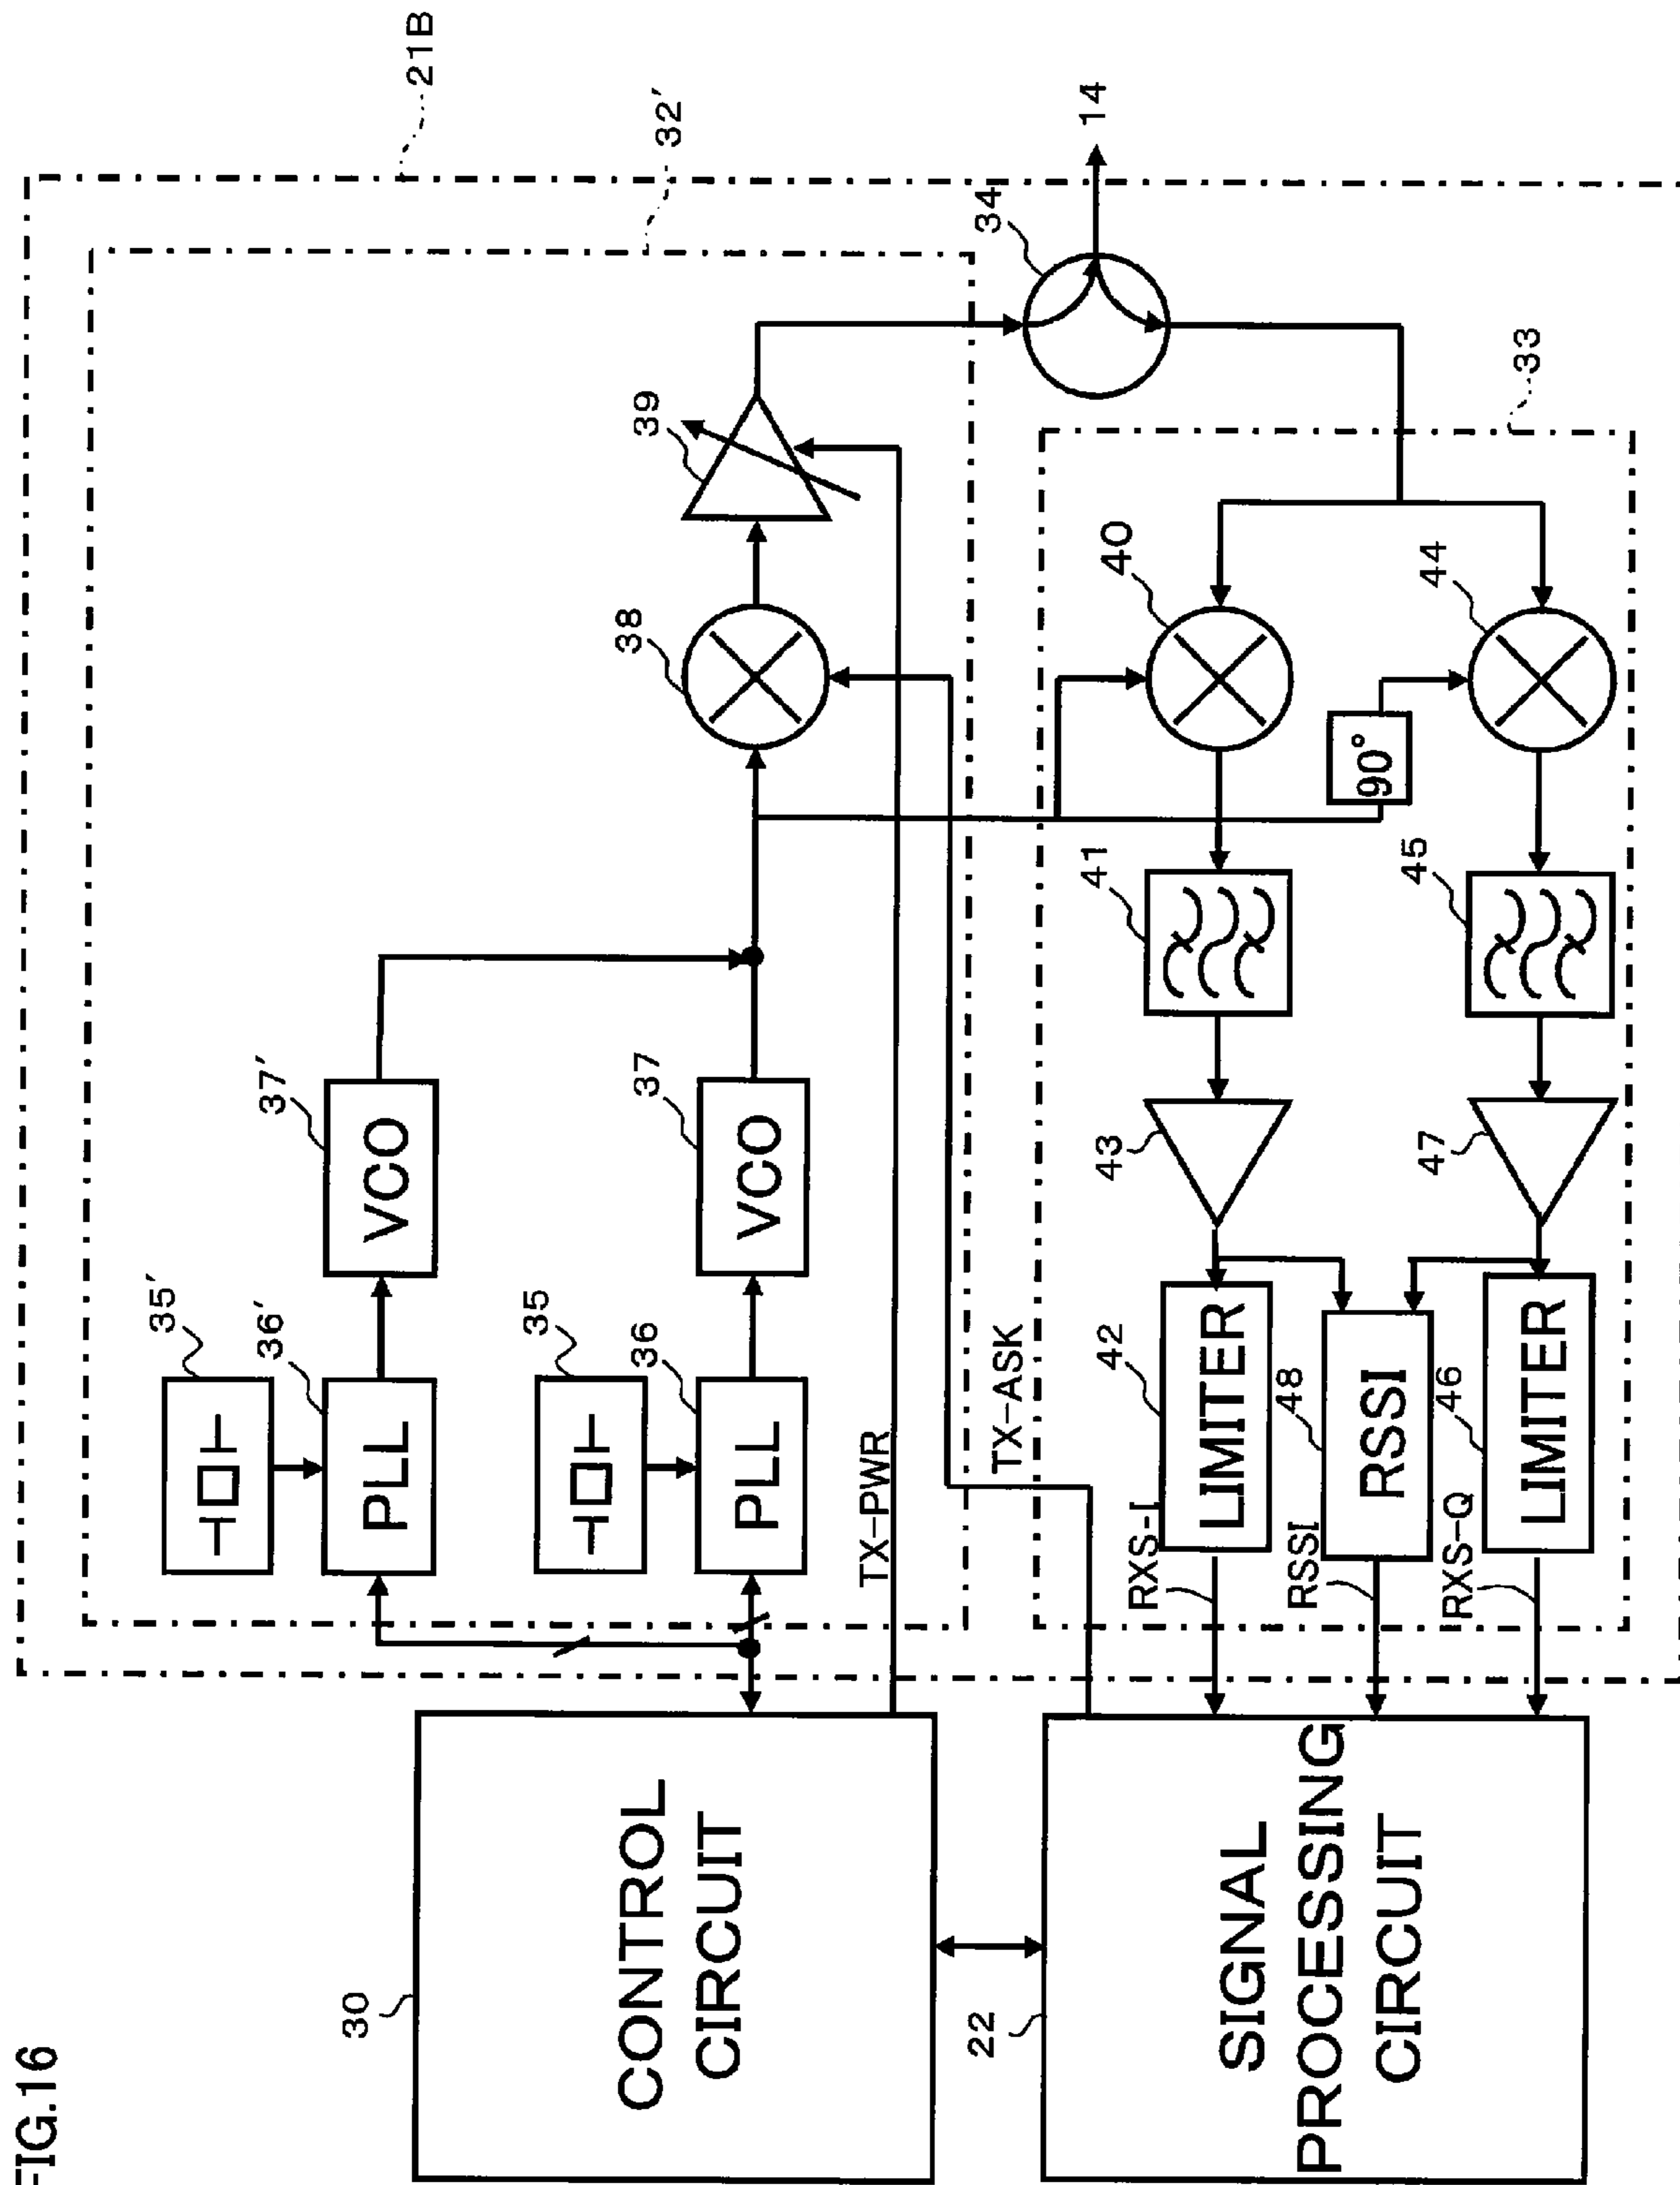 FIG.16
21B
32'
35'
36'
37'
VCO
PLL
35
36
37
VCO
PLL
38
39
34
14
TX-PWR
TX-ASK
30
CONTROL
CIRCUIT
22
SIGNAL
PROCESSING
CIRCUIT
33
40
41
43
42
LIMITER
RXS-I
90°
48
RSSI
RSSI
44
45
47
46
LIMITER
RXS-Q